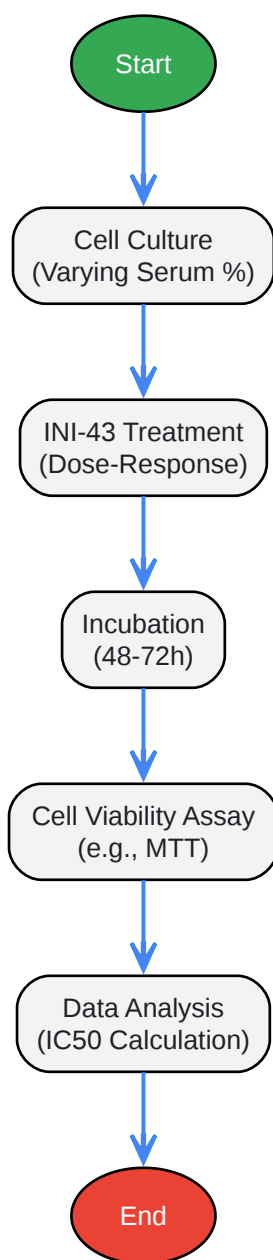 Start
Cell Culture
(Varying Serum %)
INI-43 Treatment
(Dose-Response)
Incubation
(48-72h)
Cell Viability Assay
(e.g., MTT)
Data Analysis
(IC50 Calculation)
End